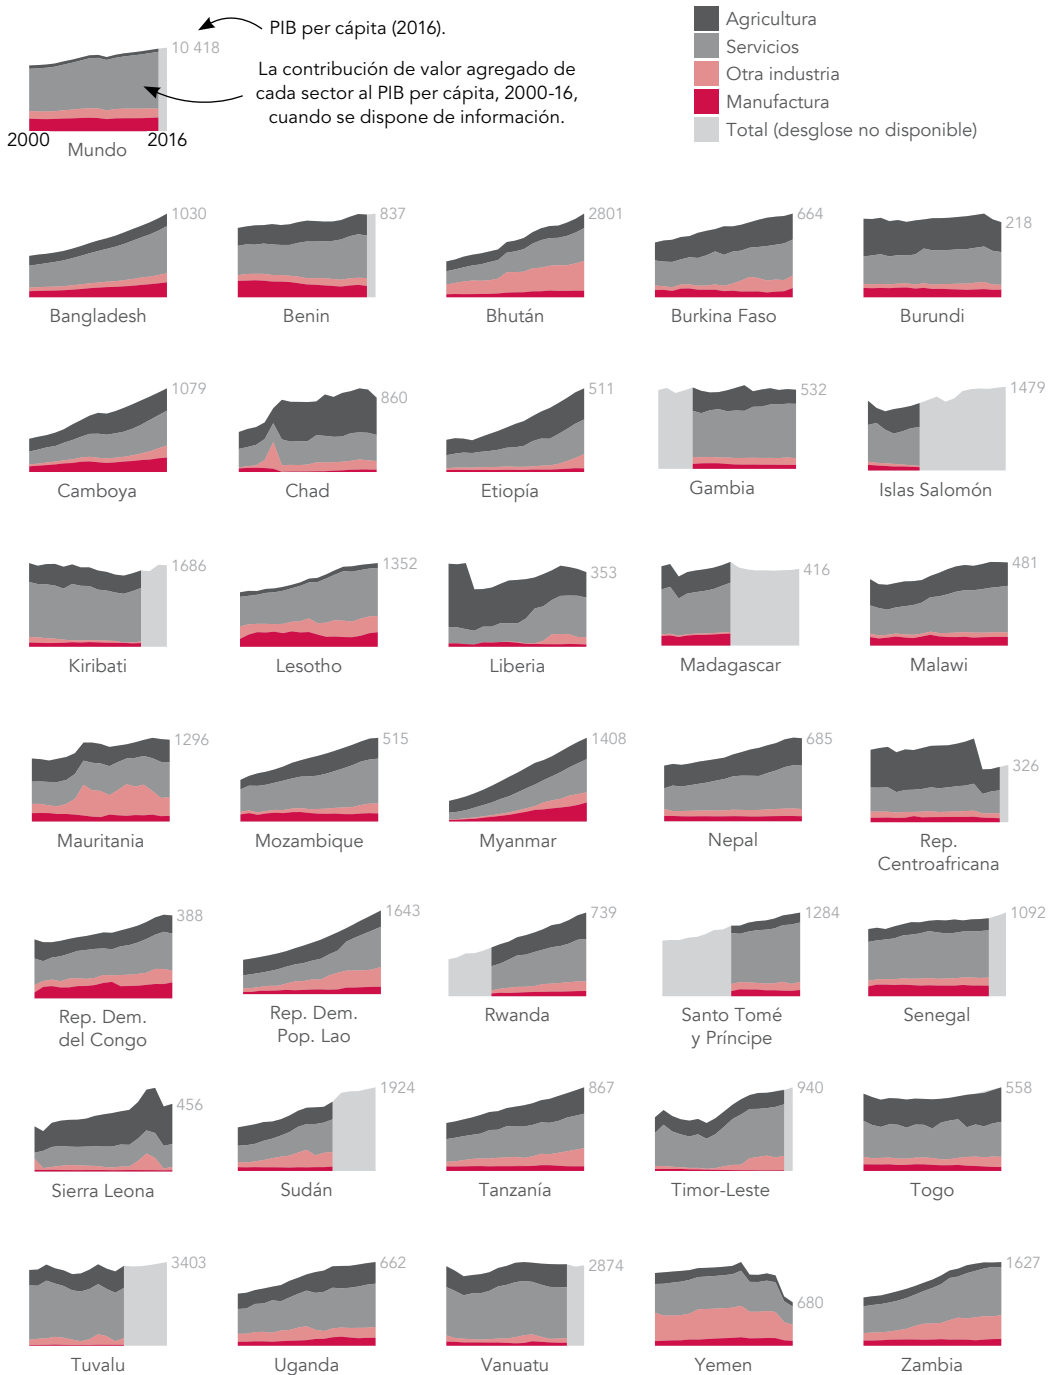 PIB per cápita (2016).
10 418
La contribución de valor agregado de
cada sector al PIB per cápita, 2000-16,
cuando se dispone de información.
2000
2016
Mundo
Agricultura
Servicios
Otra industria
Manufactura
Total (desglose no disponible)
1030
837
2801
664
218
Bangladesh
Benin
Bhután
Burkina Faso
Burundi
1079
860
511
532
1479
Camboya
Chad
Etiopía
Gambia
Islas Salomón
1686
1352
353
416
481
Kiribati
Lesotho
Liberia
Madagascar
Malawi
1296
515
1408
685
326
Mauritania
Mozambique
Myanmar
Nepal
Rep.
Centroafricana
388
1643
739
1284
1092
Rep. Dem.
del Congo
Rep. Dem.
Pop. Lao
Rwanda
Santo Tomé
y Príncipe
Senegal
456
1924
867
940
558
Sierra Leona
Sudán
Tanzanía
Timor-Leste
Togo
3403
662
2874
680
1627
Tuvalu
Uganda
Vanuatu
Yemen
Zambia